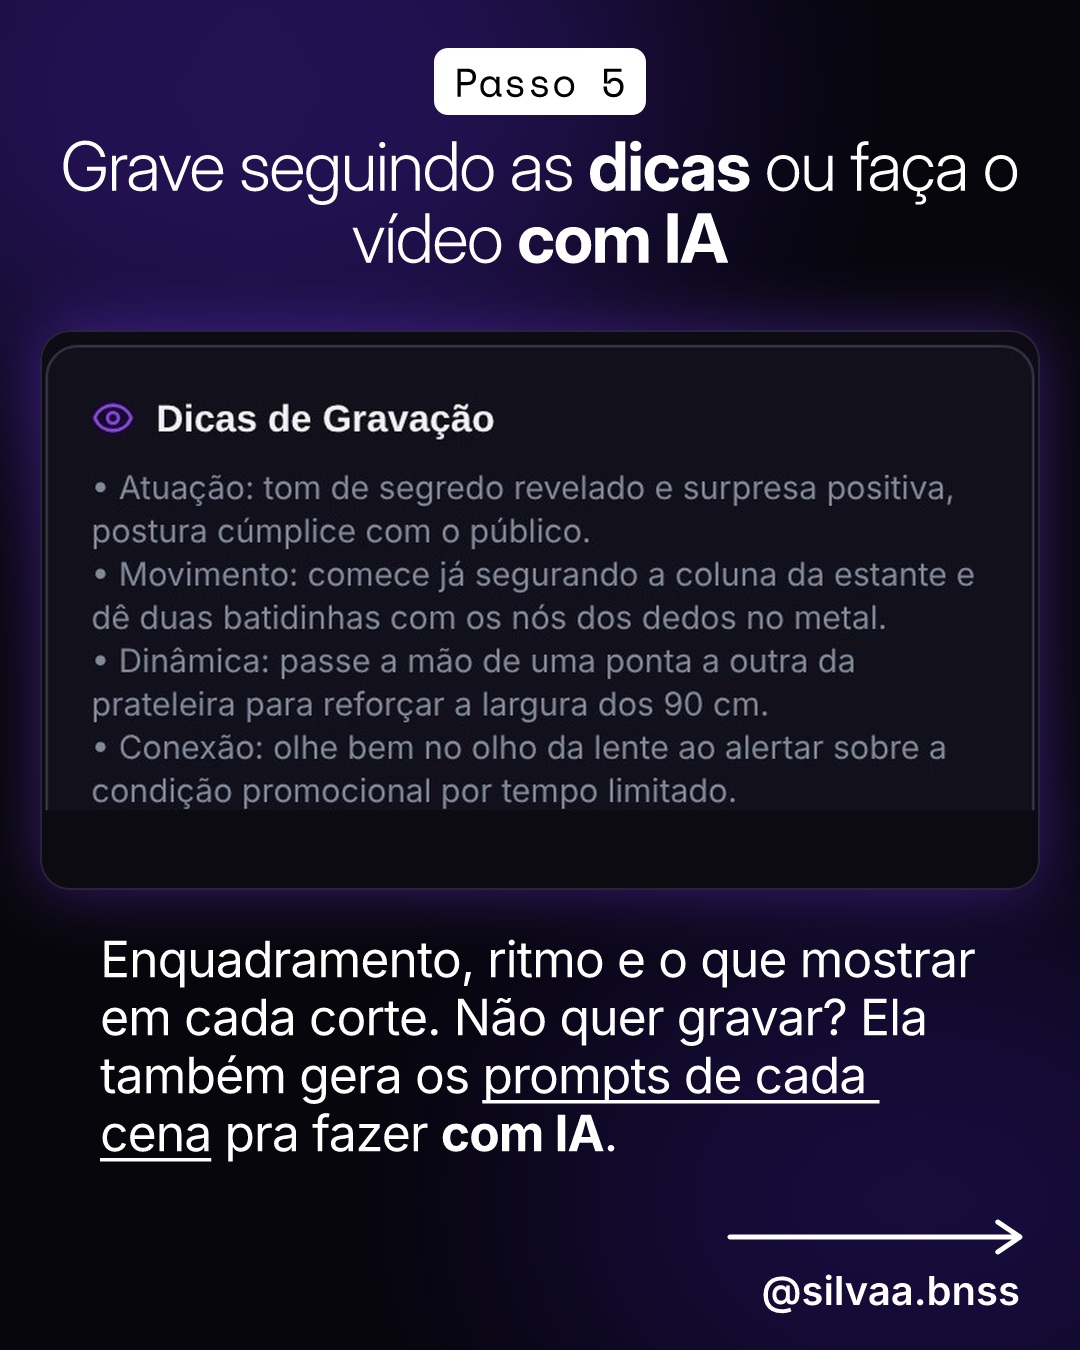 Passo 5
Grave seguindo as dicas ou faça o
vídeo com IA
Dicas de Gravação
• Atuação: tom de segredo revelado e surpresa positiva,
postura cúmplice com o público.
• Movimento: comece já segurando a coluna da estante e
dê duas batidinhas com os nós dos dedos no metal.
• Dinâmica: passe a mão de uma ponta a outra da
prateleira para reforçar a largura dos 90 cm.
• Conexão: olhe bem no olho da lente ao alertar sobre a
condição promocional por tempo limitado.
Enquadramento, ritmo e o que mostrar
em cada corte. Não quer gravar? Ela
também gera os prompts de cada
cena pra fazer com IA.
@silvaa.bnss